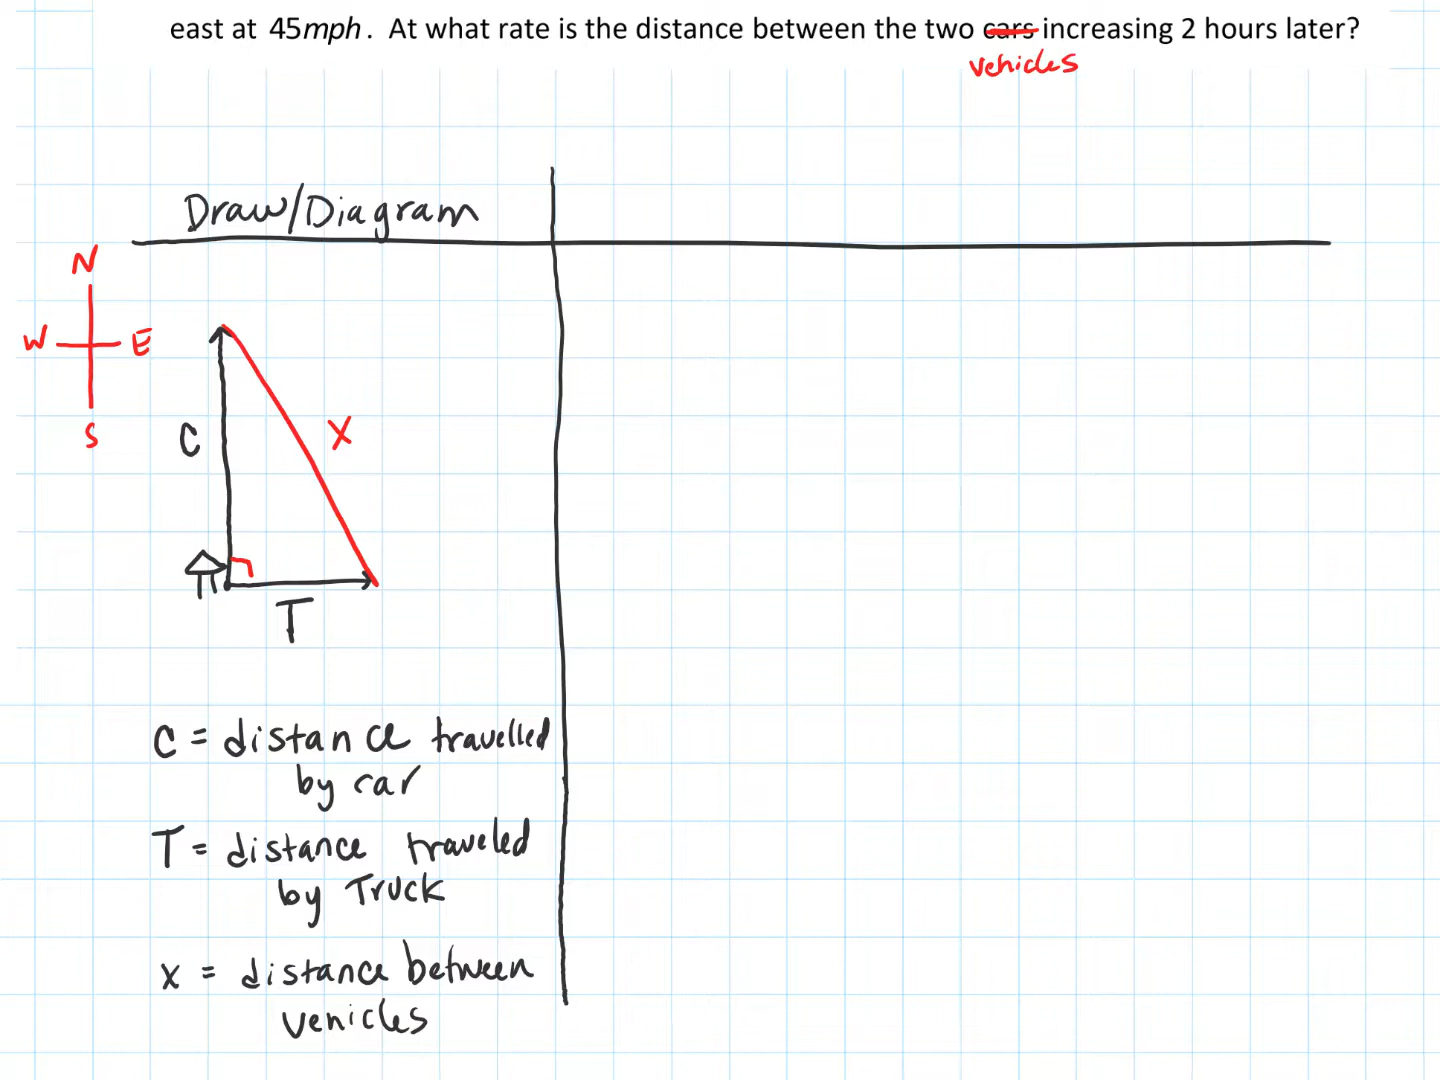 east at 45mph. At what rate is the distance between the two cars increasing 2 hours later?
vehicles
Draw/Diagram
N
W E
S
C
X
T
C = distance travelled
by car
T = distance traveled
by Truck
x = distance between
vehicles